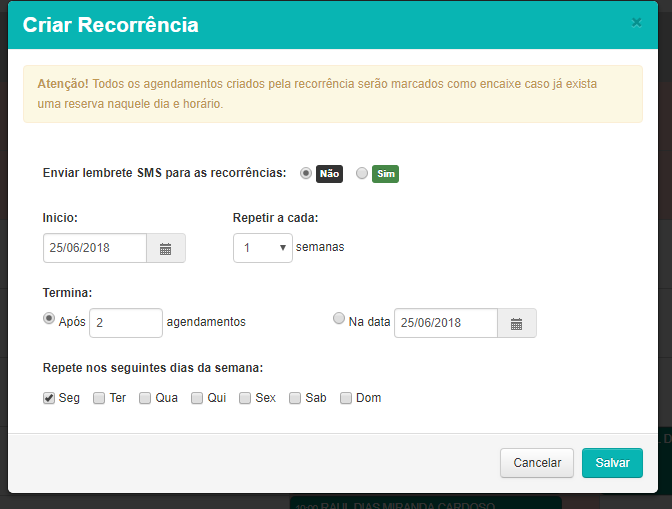 Criar Recorrência
×
Atenção! Todos os agendamentos criados pela recorrência serão marcados como encaixe caso já exista
uma reserva naquele dia e horário.
Enviar lembrete SMS para as recorrências: Não Sim
Inicio: Repetir a cada:
25/06/2018 1 semanas
Termina:
Após 2 agendamentos Na data 25/06/2018
Repete nos seguintes dias da semana:
Seg Ter Qua Qui Sex Sab Dom
Cancelar Salvar
RAUL DIAS MIRANDA CARDOSO